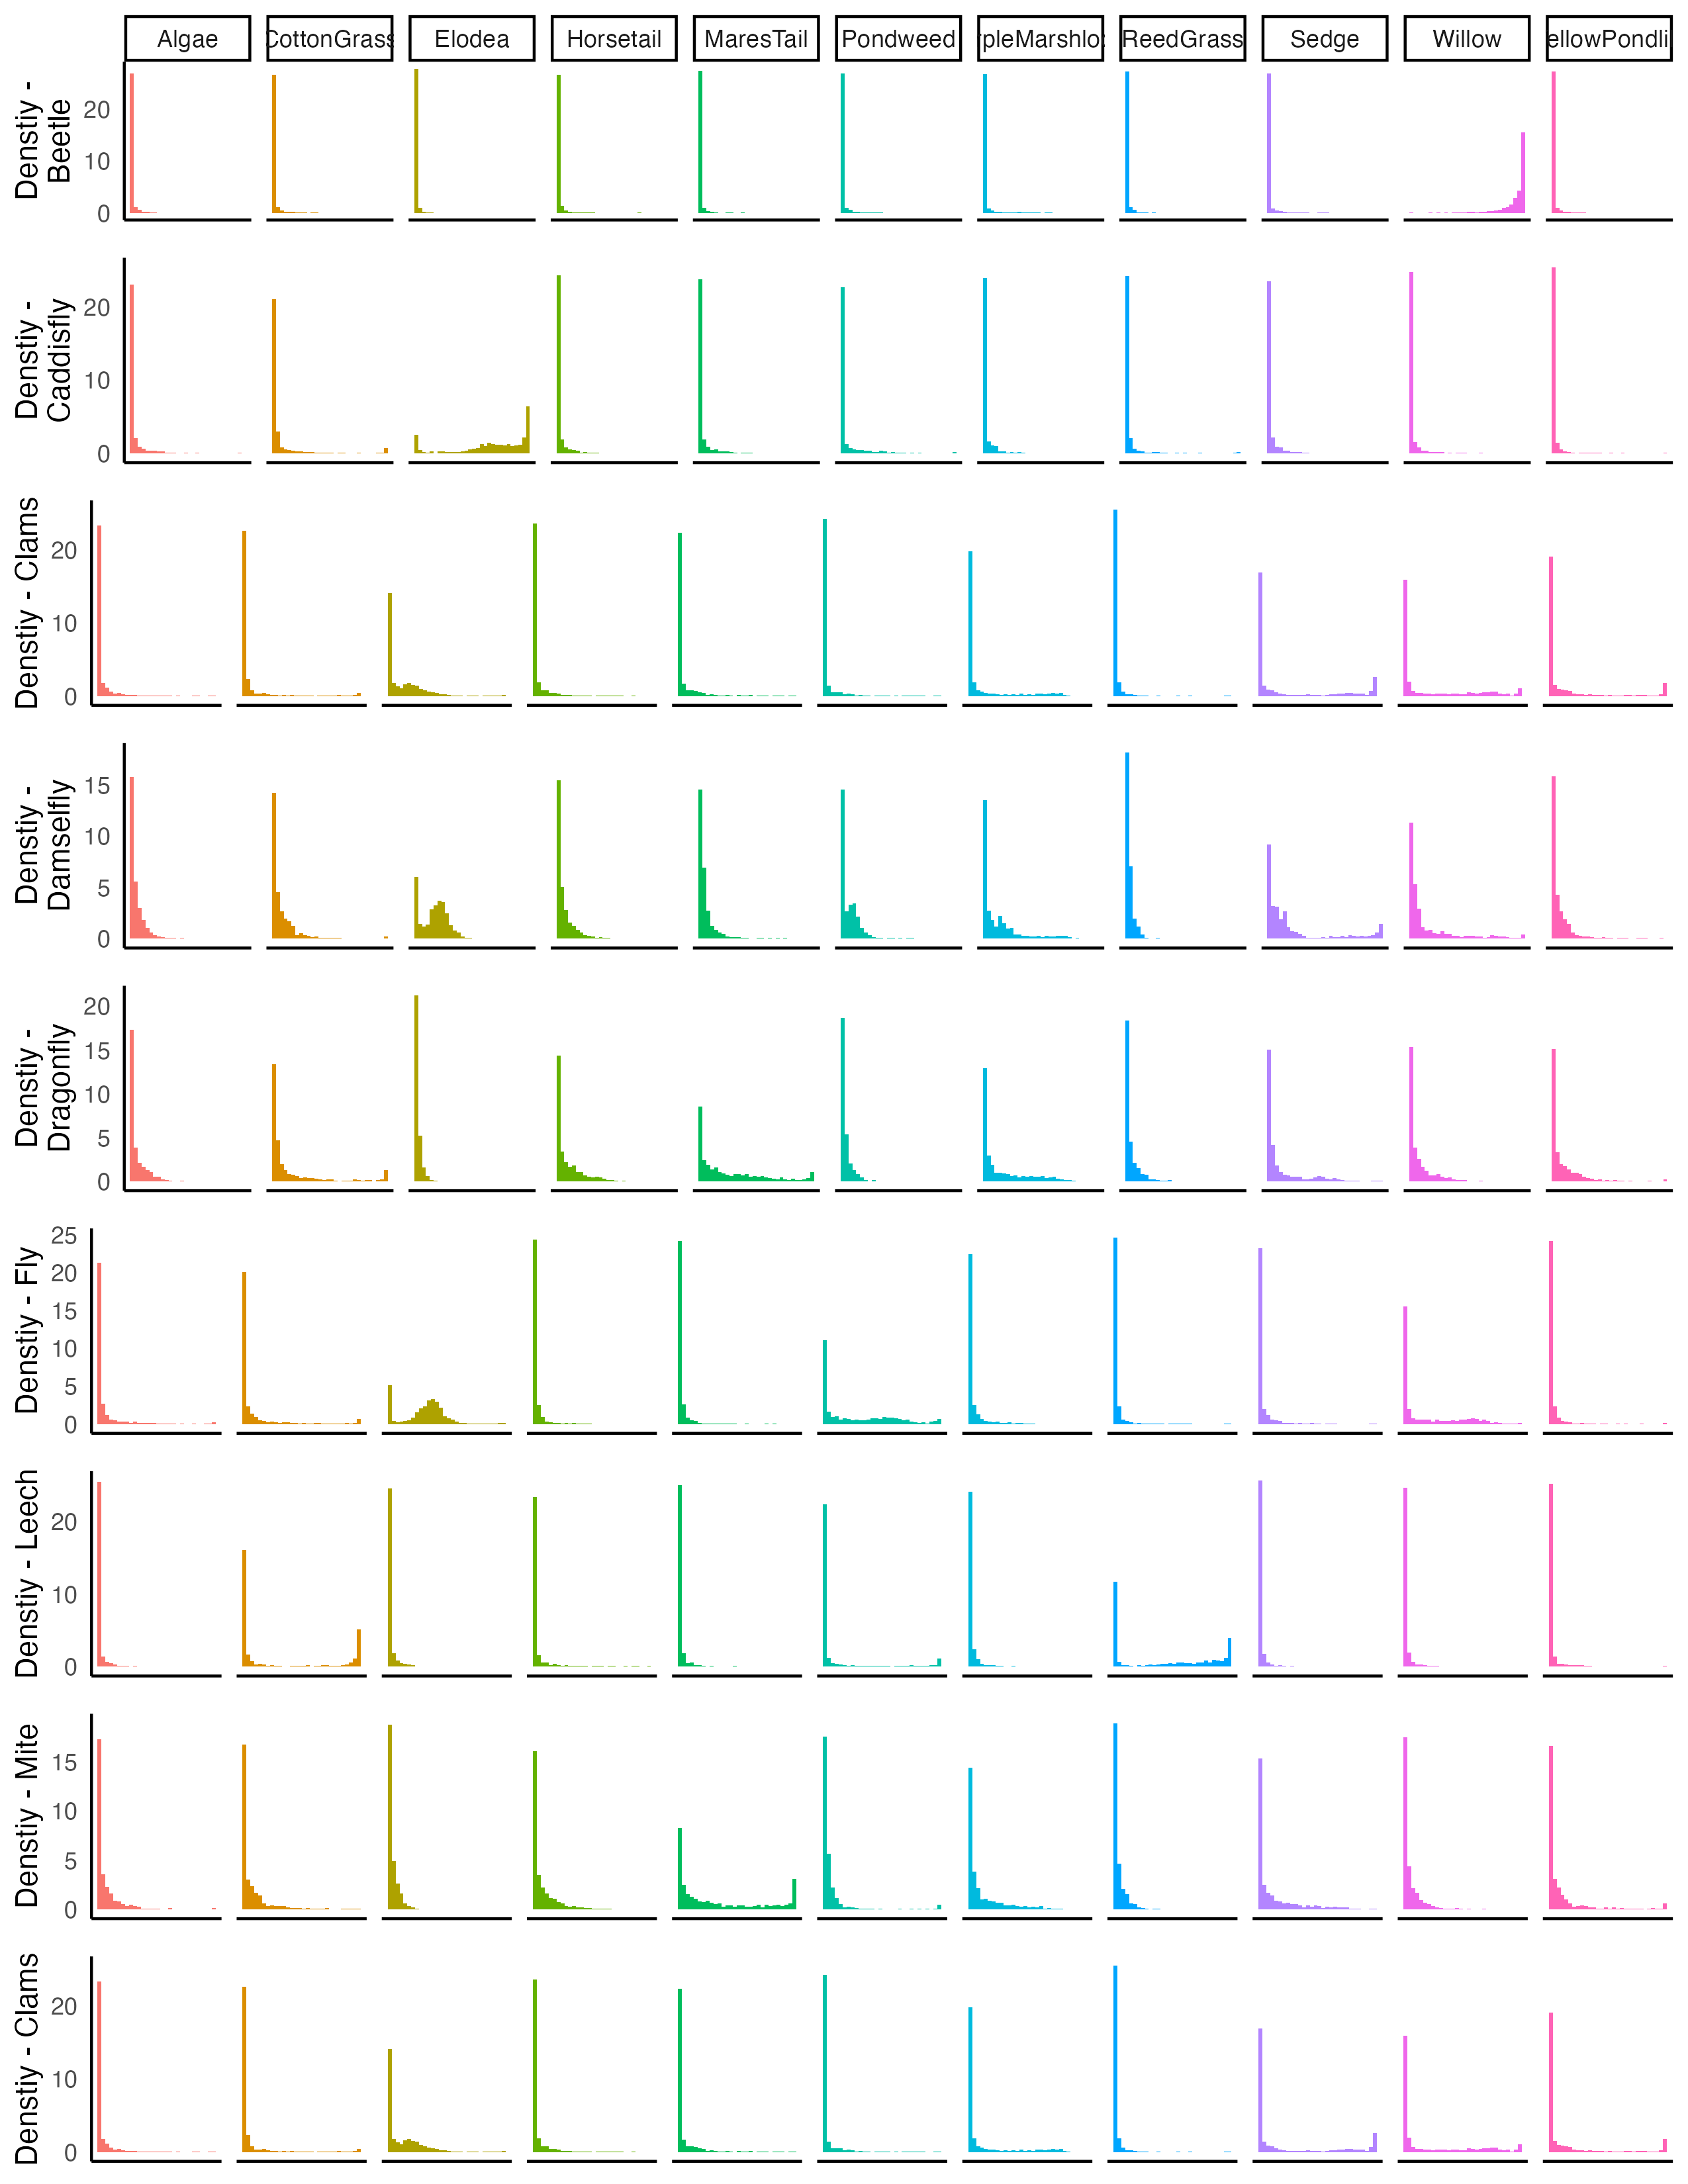 Algae CottonGrass Elodea Horsetail MaresTail Pondweed rpleMarshlo ReedGrass Sedge Willow ellowPondli
Denstiy -
Beetle
20
10
0
Denstiy -
Caddisfly
20
10
0
Denstiy - Clams
20
10
0
Denstiy -
Damselfly
15
10
5
0
Denstiy -
Dragonfly
20
15
10
5
0
Denstiy - Fly
25
20
15
10
5
0
Denstiy - Leech
20
10
0
Denstiy - Mite
15
10
5
0
Denstiy - Clams
20
10
0